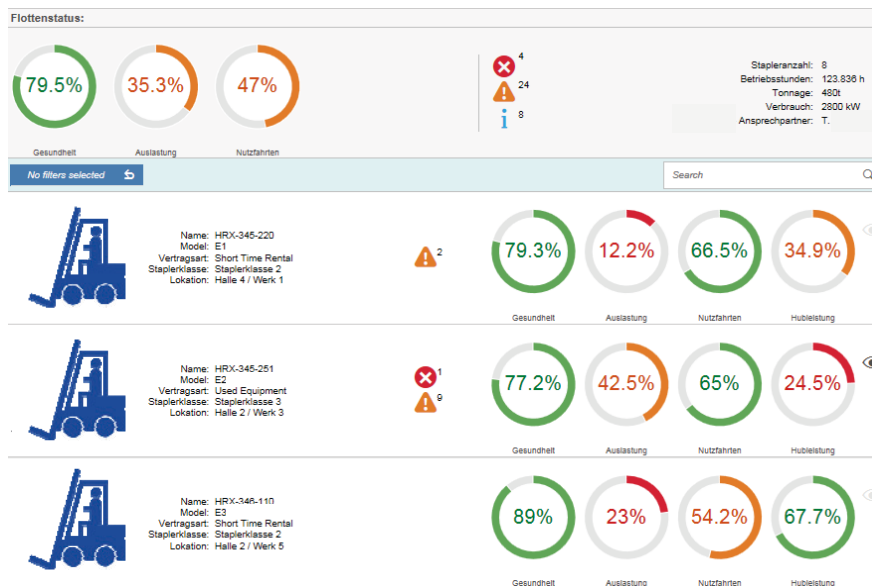 Flottenstatus:
79.5%
35.3%
47%
Gesundheit
Auslastung
Nutzfahrten
4
24
8
Stapleranzahl: 8
Betriebsstunden: 123.836 h
Tonnage: 480t
Verbrauch: 2800 kW
Ansprechpartner: T.
No filters selected
Search
Name: HRX-345-220
Model: E1
Vertragsart: Short Time Rental
Staplerklasse: Staplerklasse 2
Lokation: Halle 4 / Werk 1
2
79.3%
12.2%
66.5%
34.9%
Gesundheit
Auslastung
Nutzfahrten
Hubleistung
Name: HRX-345-251
Model: E2
Vertragsart: Used Equipment
Staplerklasse: Staplerklasse 3
Lokation: Halle 2 / Werk 3
1
9
77.2%
42.5%
65%
24.5%
Gesundheit
Auslastung
Nutzfahrten
Hubleistung
Name: HRX-346-110
Model: E3
Vertragsart: Short Time Rental
Staplerklasse: Staplerklasse 2
Lokation: Halle 2 / Werk 5
89%
23%
54.2%
67.7%
Gesundheit
Auslastung
Nutzfahrten
Hubleistung